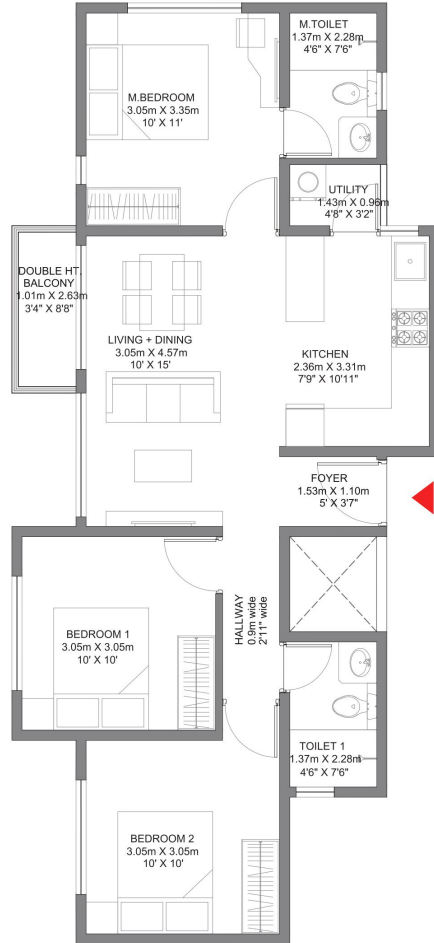 M.TOILET
1.37m X 2.28m
4'6" X 7'6"
M.BEDROOM
3.05m X 3.35m
10' X 11'
UTILITY
1.43m X 0.96m
4'8" X 3'2"
DOUBLE HT.
BALCONY
1.01m X 2.63m
3'4" X 8'8"
LIVING + DINING
3.05m X 4.57m
10' X 15'
KITCHEN
2.36m X 3.31m
7'9" X 10'11"
FOYER
1.53m X 1.10m
5' X 3'7"
HALLWAY
0.9m wide
2'11" wide
BEDROOM 1
3.05m X 3.05m
10' X 10'
TOILET 1
1.37m X 2.28m
4'6" X 7'6"
BEDROOM 2
3.05m X 3.05m
10' X 10'